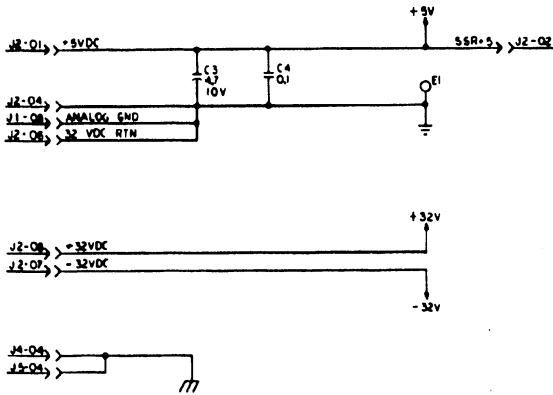 +5V
J2-01 +5VDC
SSR+5 J2-02
C3
4.7
10V
C4
0.1
E1
J2-04
J1-08 ANALOG GND
J2-06 32 VDC RTN
+32V
J2-08 +32VDC
J2-07 -32VDC
-32V
J4-04
J5-04